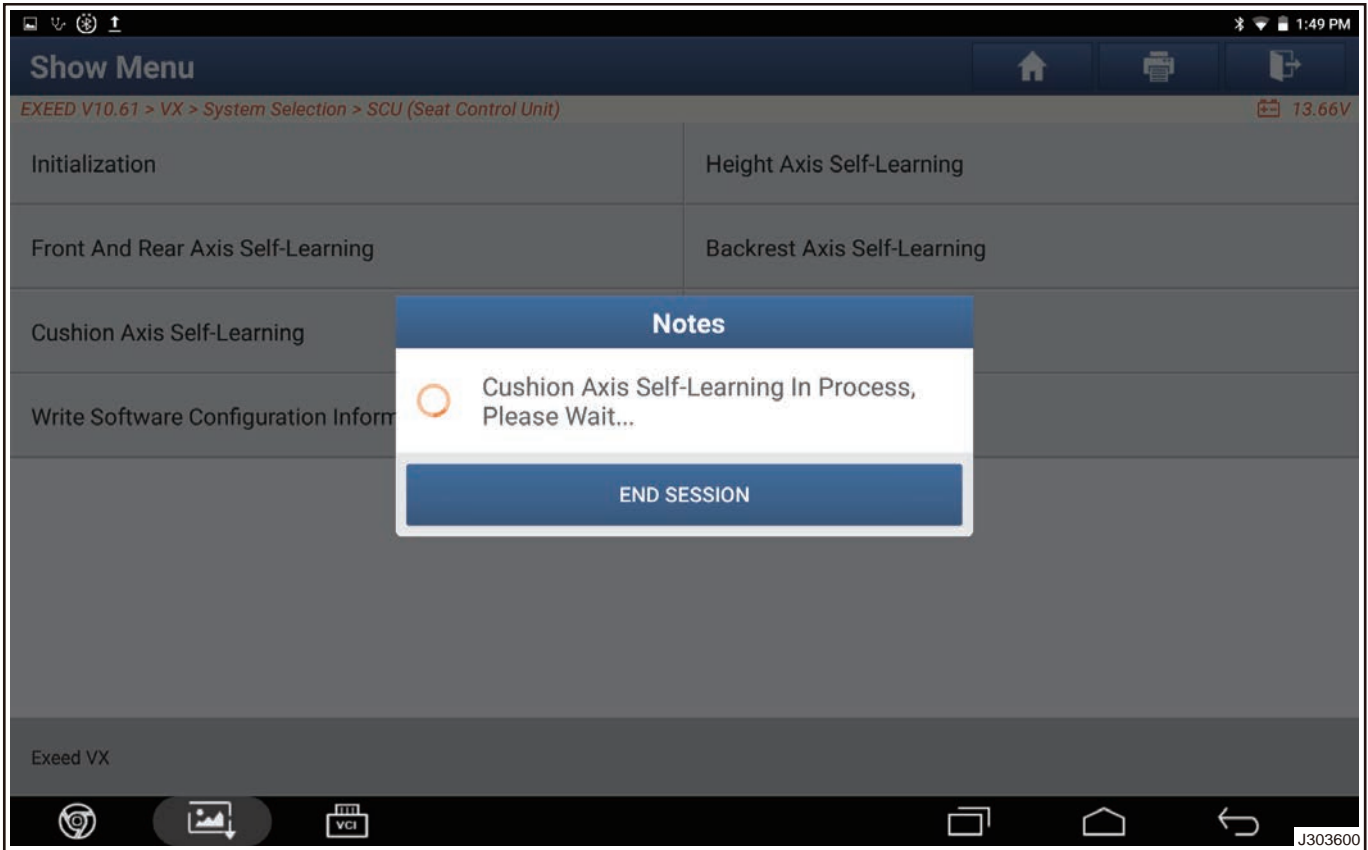 1:49 PM
Show Menu
EXEED V10.61 > VX > System Selection > SCU (Seat Control Unit)
13.66V
Initialization
Height Axis Self-Learning
Front And Rear Axis Self-Learning
Backrest Axis Self-Learning
Cushion Axis Self-Learning
Notes
Cushion Axis Self-Learning In Process,
Please Wait...
Write Software Configuration Inform
END SESSION
Exeed VX
VCI
J303600